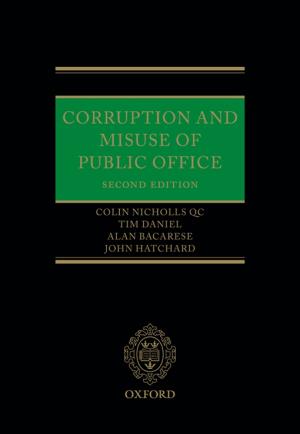 CORRUPTION AND
MISUSE OF
PUBLIC OFFICE
SECOND EDITION
COLIN NICHOLLS QC
TIM DANIEL
ALAN BACARESE
JOHN HATCHARD
OXFORD